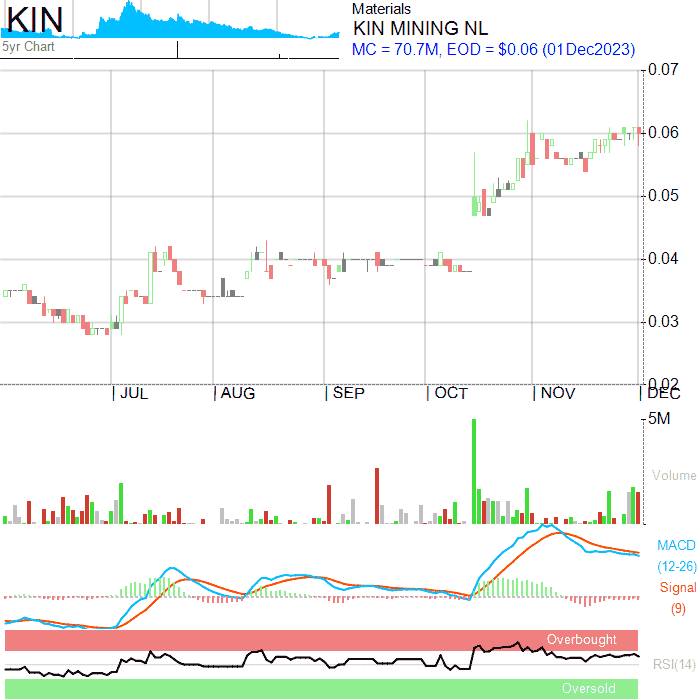 KIN
5yr Chart
Materials
KIN MINING NL
MC = 70.7M, EOD = $0.06 (01Dec2023)
0.07
0.06
0.05
0.04
0.03
0.02
JUL
AUG
SEP
OCT
NOV
DEC
5M
Volume
MACD
(12-26)
Signal
(9)
Overbought
RSI(14)
Oversold